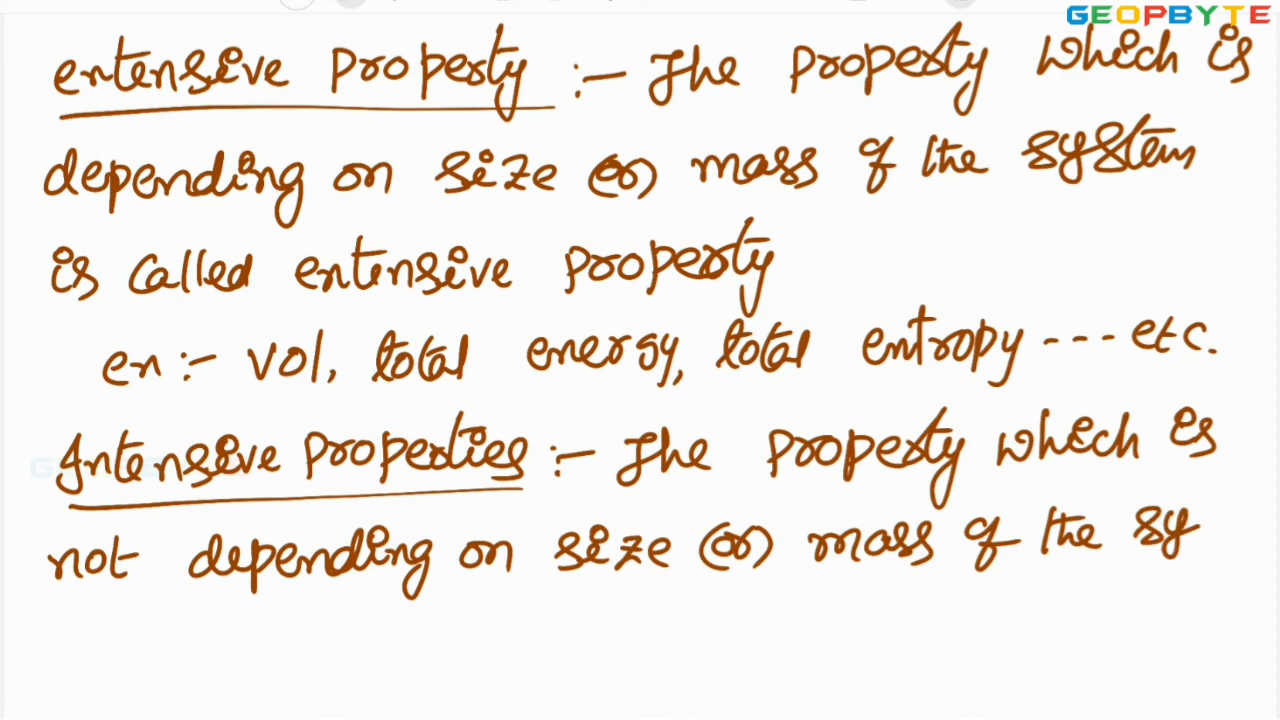 GEOPBYTE
extensive property :- The property which is
depending on size (or) mass of the system
is called extensive property
ex :- vol, total energy, total entropy ---- etc.
Intensive properties :- The property which is
not depending on size (or) mass of the sy